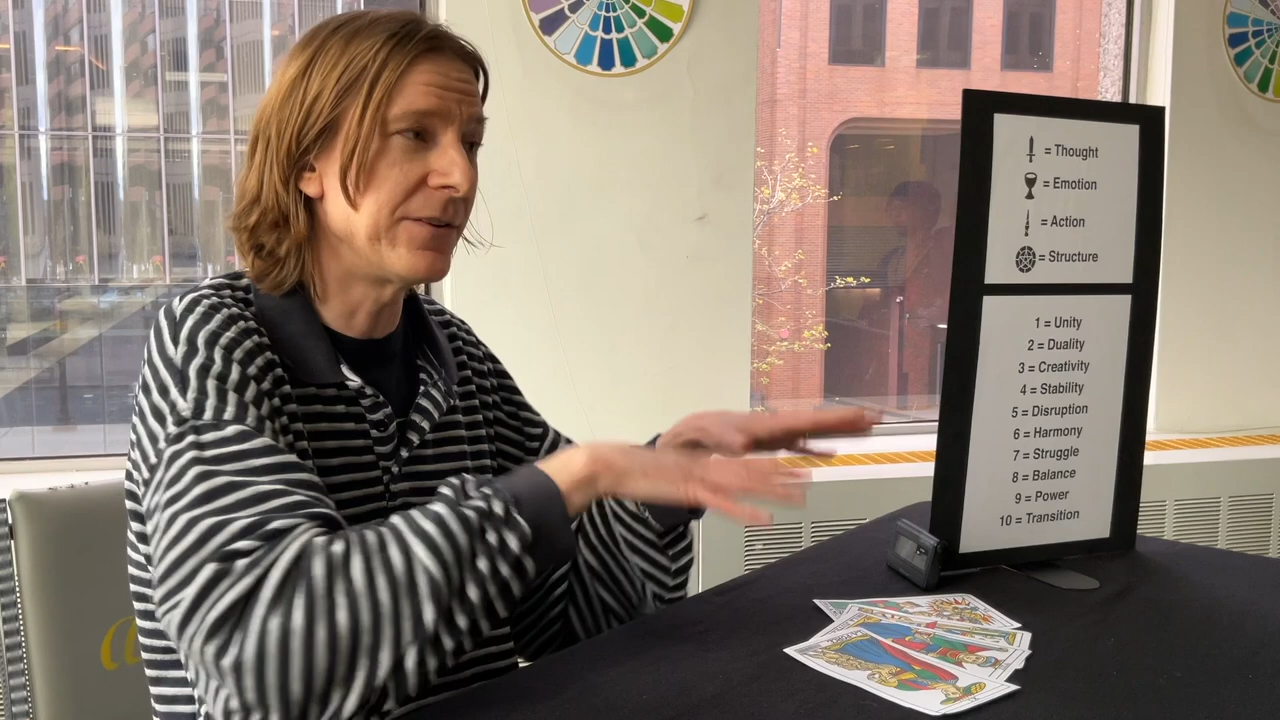 = Thought
= Emotion
= Action
= Structure
1 = Unity
2 = Duality
3 = Creativity
4 = Stability
5 = Disruption
6 = Harmony
7 = Struggle
8 = Balance
9 = Power
10 = Transition